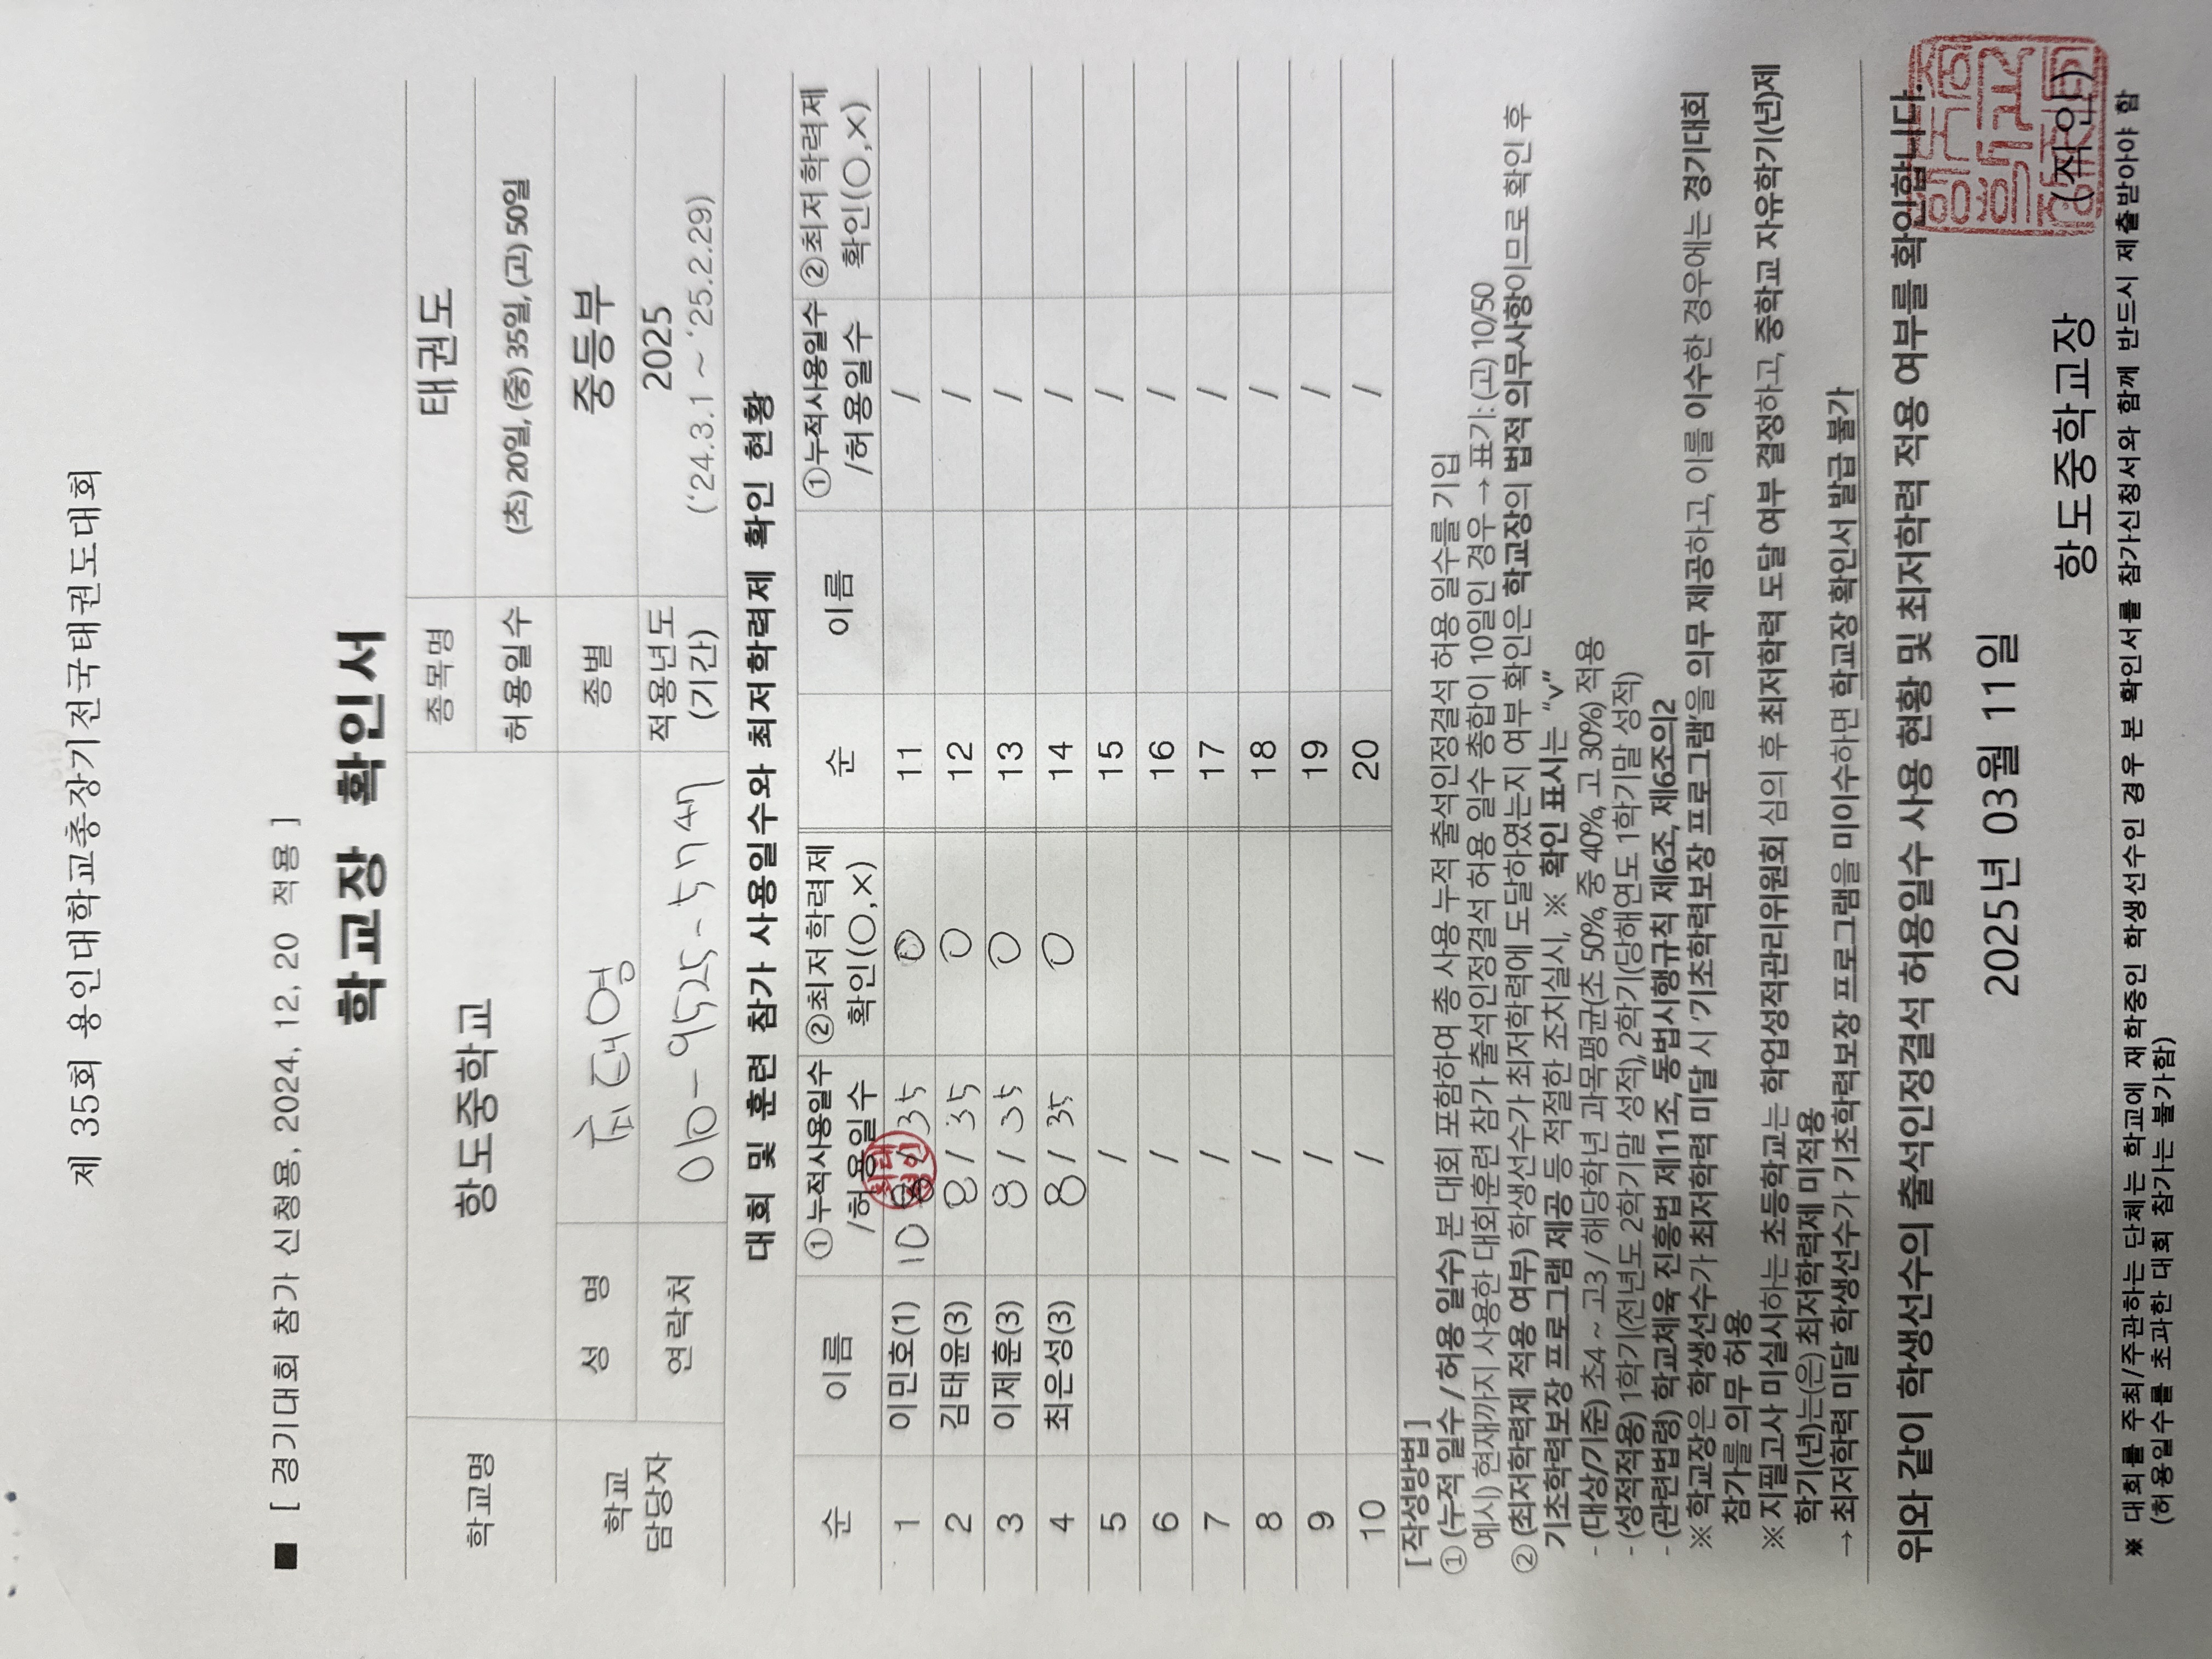 제 35회 용인대학교총장기전국태권도대회
■ [ 경기대회 참가 신청용, 2024. 12. 20 적용 ]
학교장 확인서
학교명 항도중학교 종목명 태권도
허용일수 (초) 20일, (중) 35일, (고) 50일
학교 담당자 성 명 최태영 종별 중등부
연락처 010-9525-5747 적용년도 (기간) 2025 ('24.3.1 ~ '25.2.29)
대회 및 훈련 참가 사용일수와 최저학력제 확인 현황
순 이름 ①누적사용일수 /허용일수 ②최저학력제 확인(○,×) 순 이름 ①누적사용일수 /허용일수 ②최저학력제 확인(○,×)
1 이민호(1) 10 / 35 ○ 11 /
2 김태윤(3) 8 / 35 ○ 12 /
3 이제훈(3) 8 / 35 ○ 13 /
4 최은성(3) 8 / 35 ○ 14 /
5 / 15 /
6 / 16 /
7 / 17 /
8 / 18 /
9 / 19 /
10 / 20 /
[작성방법]
① (누적 일수 / 허용 일수) 본 대회 포함하여 총 사용 누적 출석인정결석 허용 일수를 기입
예시) 현재까지 사용한 대회·훈련 참가 출석인정결석 허용 일수 총합이 10일인 경우 → 표기: (고) 10/50
② (최저학력제 적용 여부) 학생선수가 최저학력에 도달하였는지 여부 확인은 학교장의 법적 의무사항이므로 확인 후
기초학력보장 프로그램 제공 등 적절한 조치실시, ※ 확인 표시는 "v"
- (대상/기준) 초4 ~ 고3 / 해당학년 과목평균(초 50%, 중 40%, 고 30%) 적용
- (성적적용) 1학기(전년도 2학기말 성적), 2학기(당해연도 1학기말 성적)
- (관련법령) 학교체육 진흥법 제11조, 동법시행규칙 제6조, 제6조의2
※ 학교장은 학생선수가 최저학력 미달 시 '기초학력보장 프로그램'을 의무 제공하고, 이를 이수한 경우에는 경기대회
참가를 의무 허용
※ 지필고사 미실시하는 초등학교는 학업성적관리위원회 심의 후 최저학력 도달 여부 결정하고, 중학교 자유학기(년)제
학기(년)는(은) 최저학력제 미적용
→ 최저학력 미달 학생선수가 기초학력보장 프로그램을 미이수하면 학교장 확인서 발급 불가
위와 같이 학생선수의 출석인정결석 허용일수 사용 현황 및 최저학력 적용 여부를 확인합니다.
2025년 03월 11일
항도중학교장 (직인)
※ 대회를 주최/주관하는 단체는 학교에 재학중인 학생선수인 경우 본 확인서를 참가신청서와 함께 반드시 제출받아야 함
(허용일수를 초과한 대회 참가는 불가함)